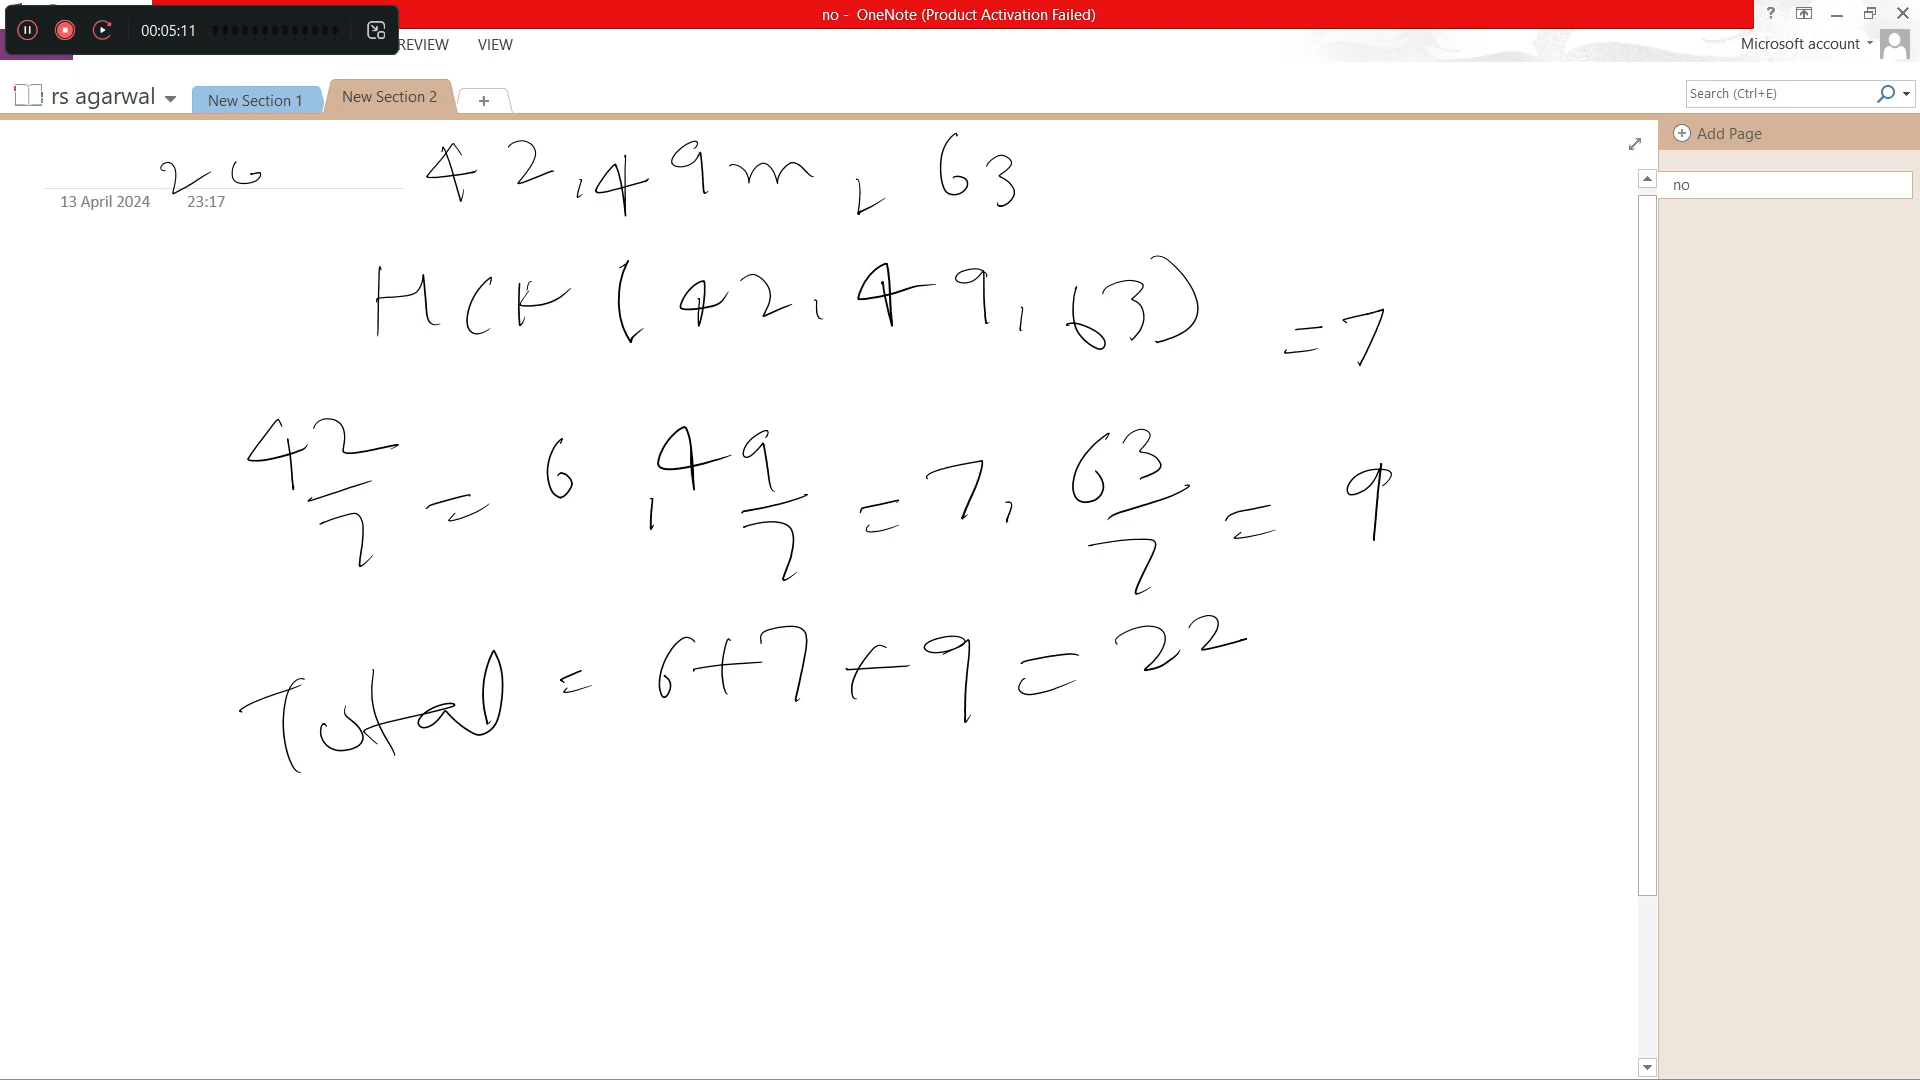 no - OneNote (Product Activation Failed)
00:05:11
REVIEW VIEW
Microsoft account
rs agarwal New Section 1 New Section 2 +
Search (Ctrl+E)
Add Page
no
26 42, 49 m, 63
13 April 2024 23:17
HCF (42, 49, 63) = 7
42/7 = 6, 49/7 = 7, 63/7 = 9
Total = 6+7+9 = 22